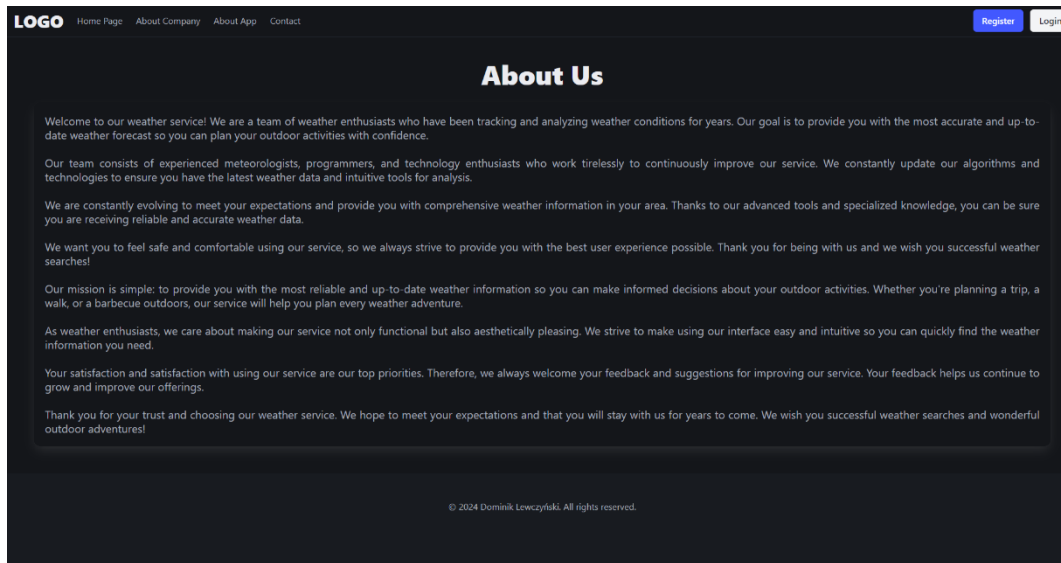 LOGO Home Page About Company About App Contact Register Login
About Us
Welcome to our weather service! We are a team of weather enthusiasts who have been tracking and analyzing weather conditions for years. Our goal is to provide you with the most accurate and up-to-
date weather forecast so you can plan your outdoor activities with confidence.
Our team consists of experienced meteorologists, programmers, and technology enthusiasts who work tirelessly to continuously improve our service. We constantly update our algorithms and
technologies to ensure you have the latest weather data and intuitive tools for analysis.
We are constantly evolving to meet your expectations and provide you with comprehensive weather information in your area. Thanks to our advanced tools and specialized knowledge, you can be sure
you are receiving reliable and accurate weather data.
We want you to feel safe and comfortable using our service, so we always strive to provide you with the best user experience possible. Thank you for being with us and we wish you successful weather
searches!
Our mission is simple: to provide you with the most reliable and up-to-date weather information so you can make informed decisions about your outdoor activities. Whether you're planning a trip, a
walk, or a barbecue outdoors, our service will help you plan every weather adventure.
As weather enthusiasts, we care about making our service not only functional but also aesthetically pleasing. We strive to make using our interface easy and intuitive so you can quickly find the weather
information you need.
Your satisfaction and satisfaction with using our service are our top priorities. Therefore, we always welcome your feedback and suggestions for improving our service. Your feedback helps us continue to
grow and improve our offerings.
Thank you for your trust and choosing our weather service. We hope to meet your expectations and that you will stay with us for years to come. We wish you successful weather searches and wonderful
outdoor adventures!
© 2024 Dominik Lewczyński. All rights reserved.